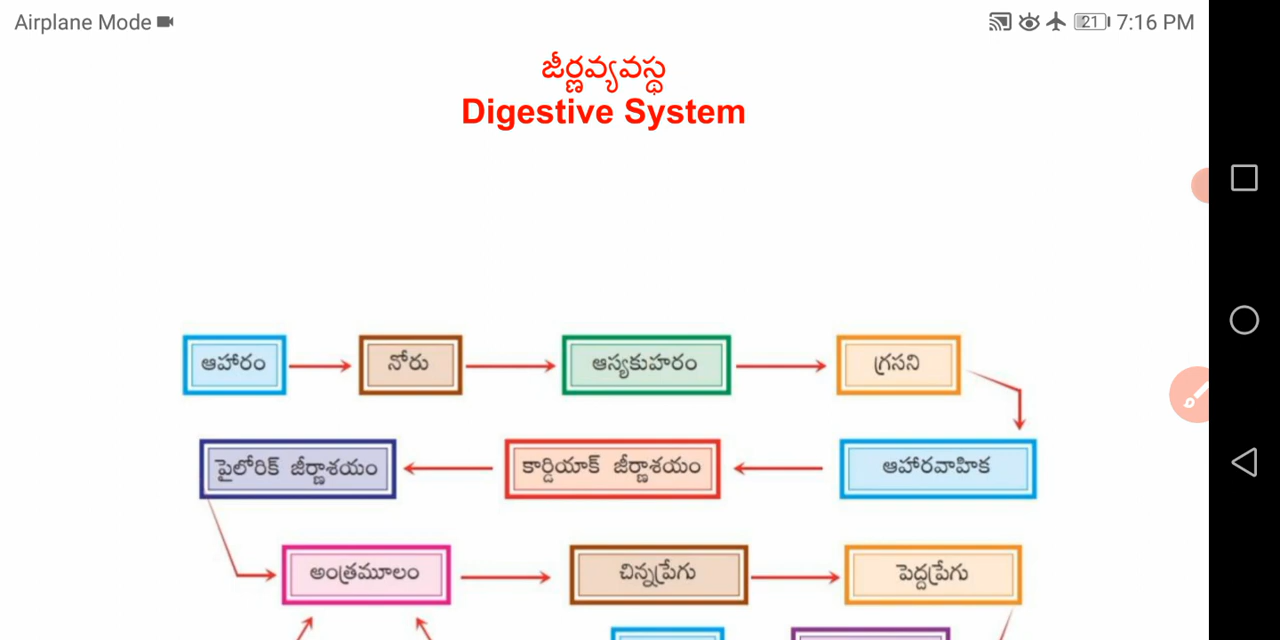 Airplane Mode
21 7:16 PM
జీర్ణవ్యవస్థ
Digestive System
ఆహారం
నోరు
ఆస్యకుహరం
గ్రసని
పైలోరిక్ జీర్ణాశయం
కార్డియాక్ జీర్ణాశయం
ఆహారవాహిక
అంత్రమూలం
చిన్నప్రేగు
పెద్దప్రేగు